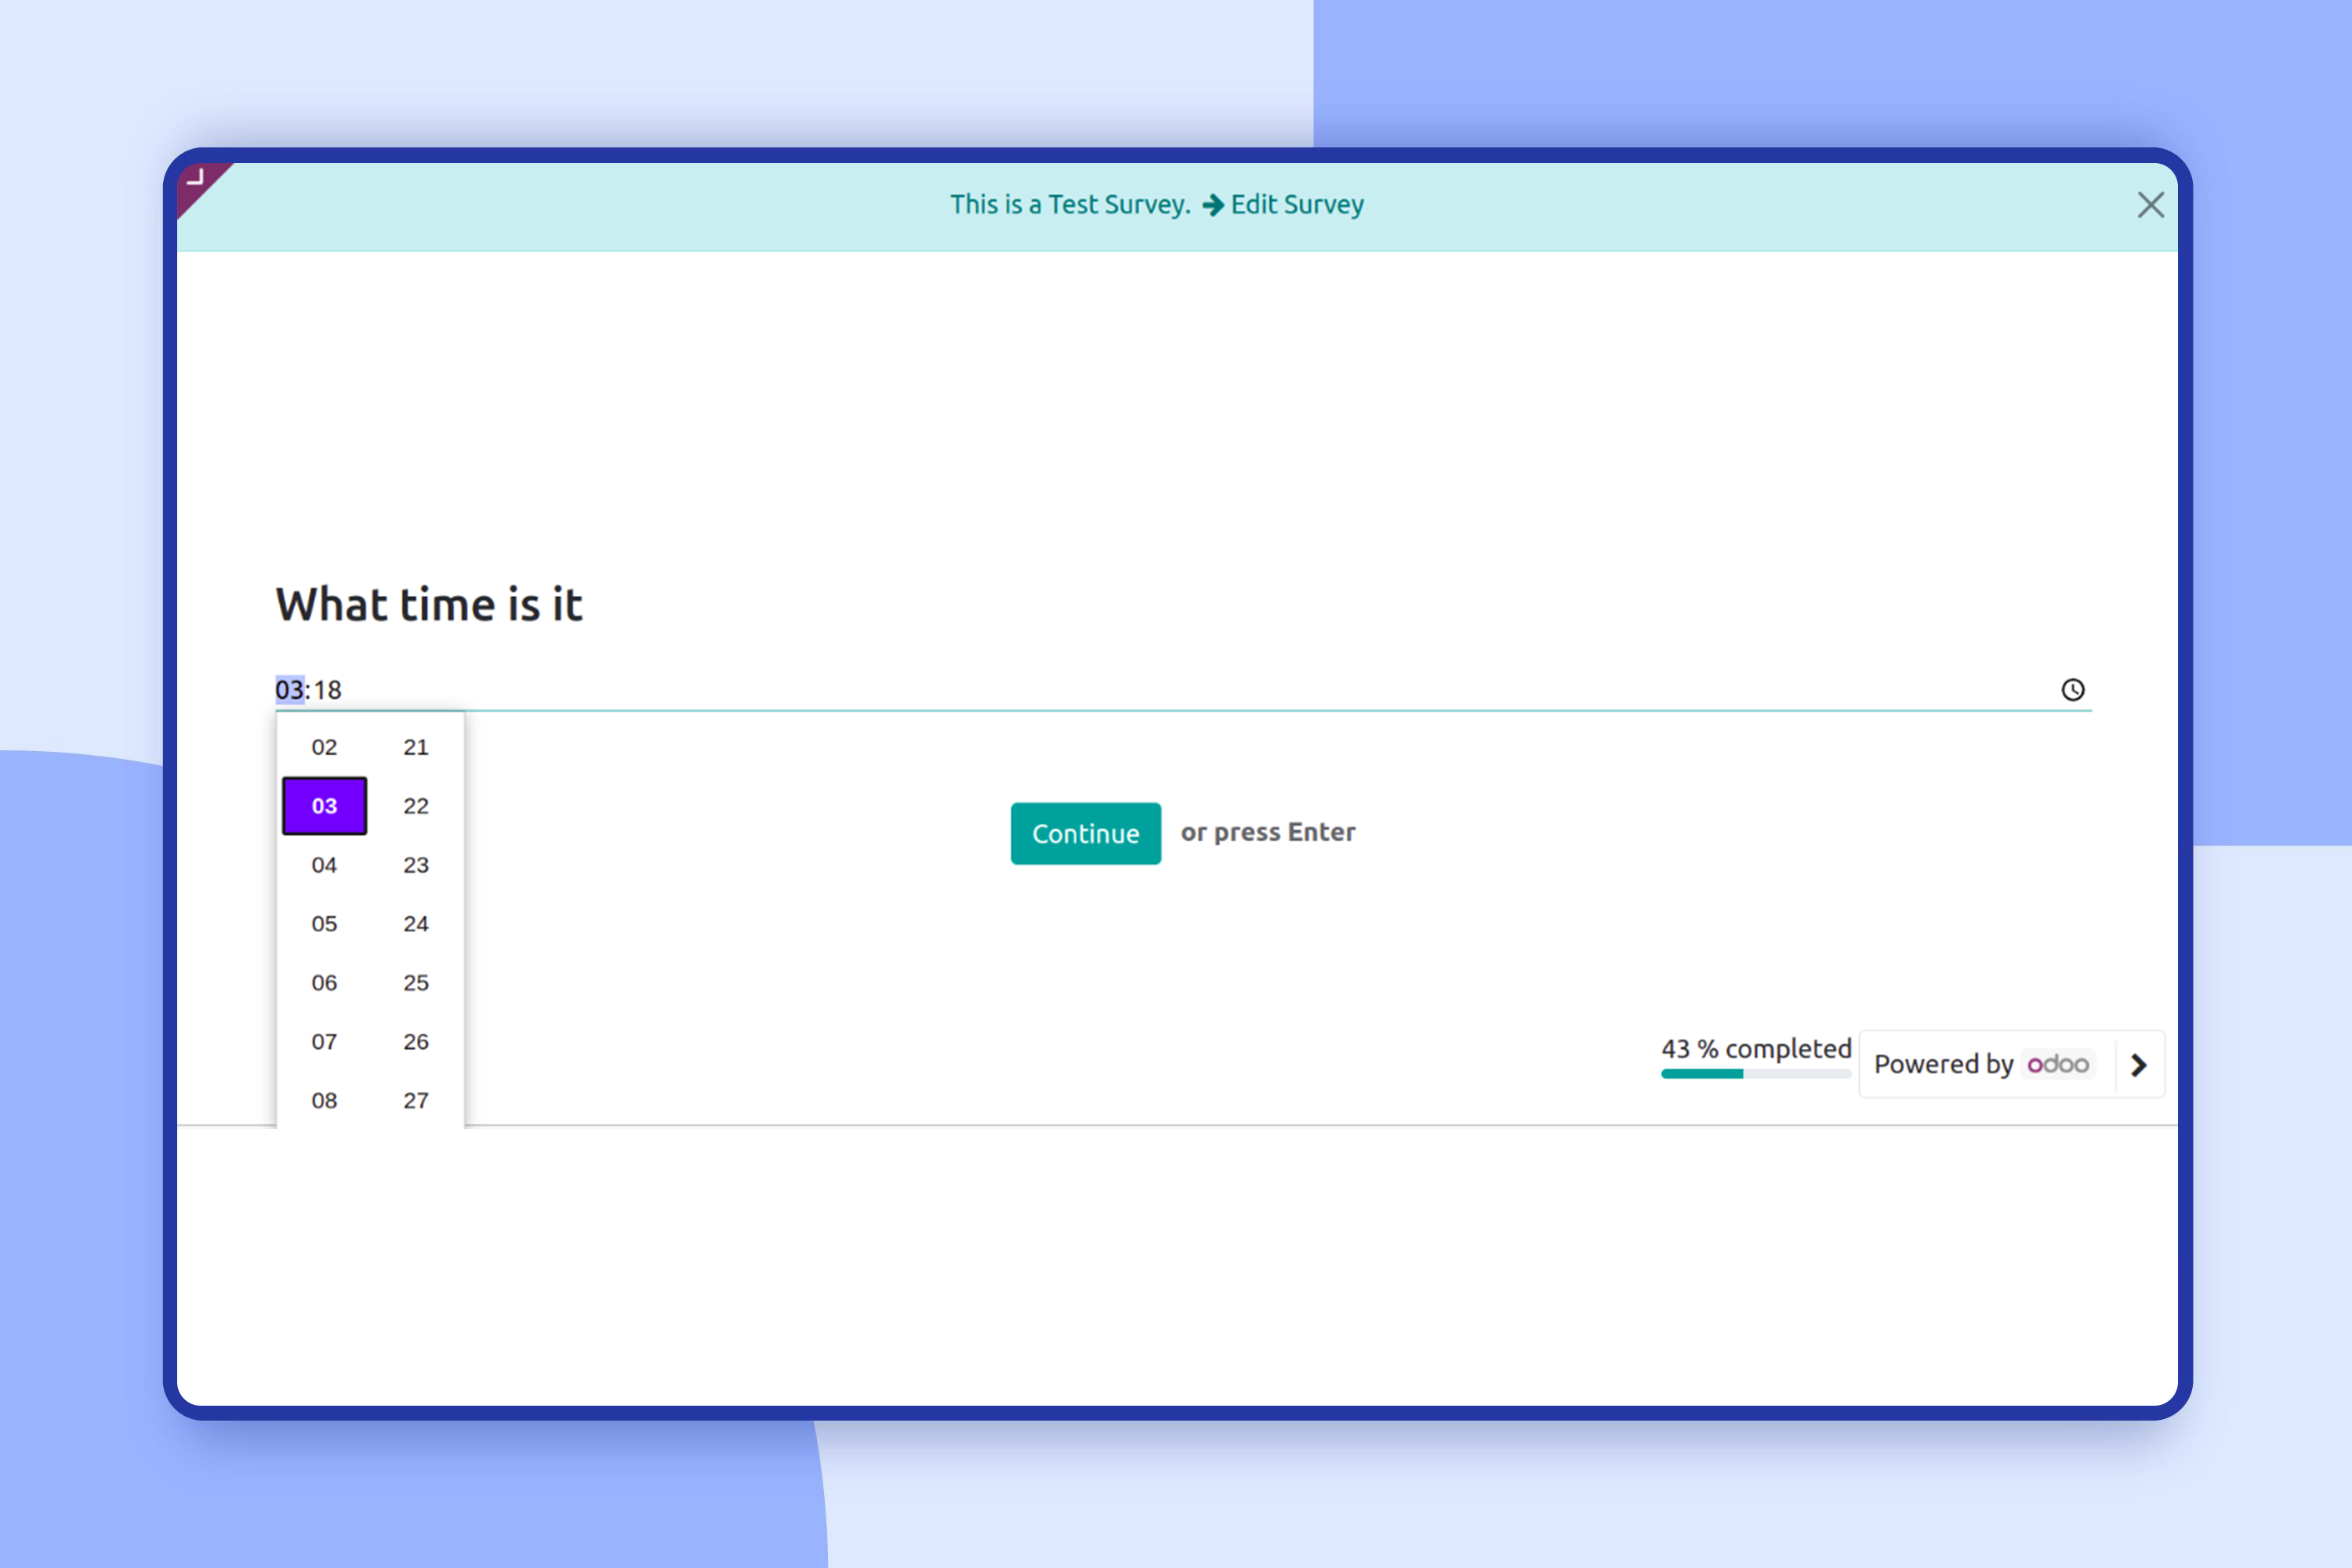 This is a Test Survey. → Edit Survey
What time is it
03:18
02 21
03 22
04 23
05 24
Continue or press Enter
06 25
07 26
08 27
43 % completed
Powered by odoo